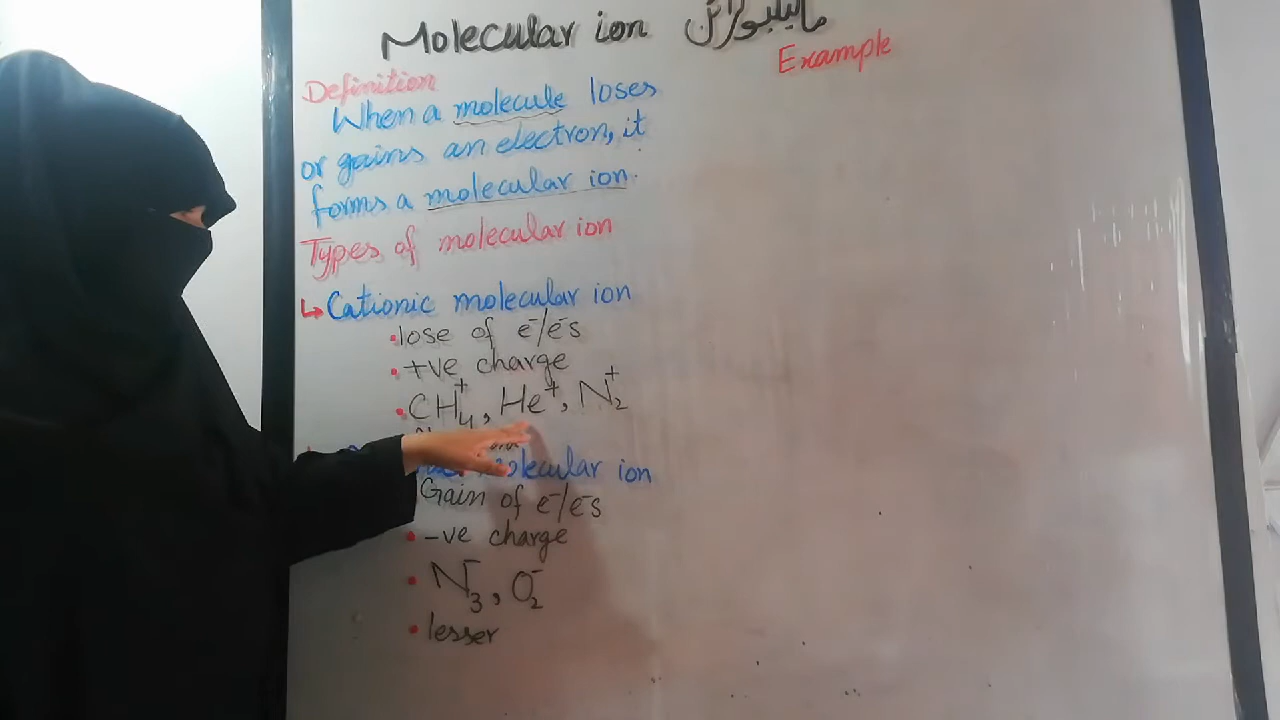 Molecular ion مالیکیولر آئن
Example
Definition
When a molecule loses
or gains an electron, it
forms a molecular ion.
Types of molecular ion
↳ Cationic molecular ion
• lose of e⁻/e⁻s
• +ve charge
• CH₄⁺, He⁺, N₂⁺
molecular ion
Gain of e⁻/e⁻s
• -ve charge
• N₃⁻, O₂⁻
• lesser